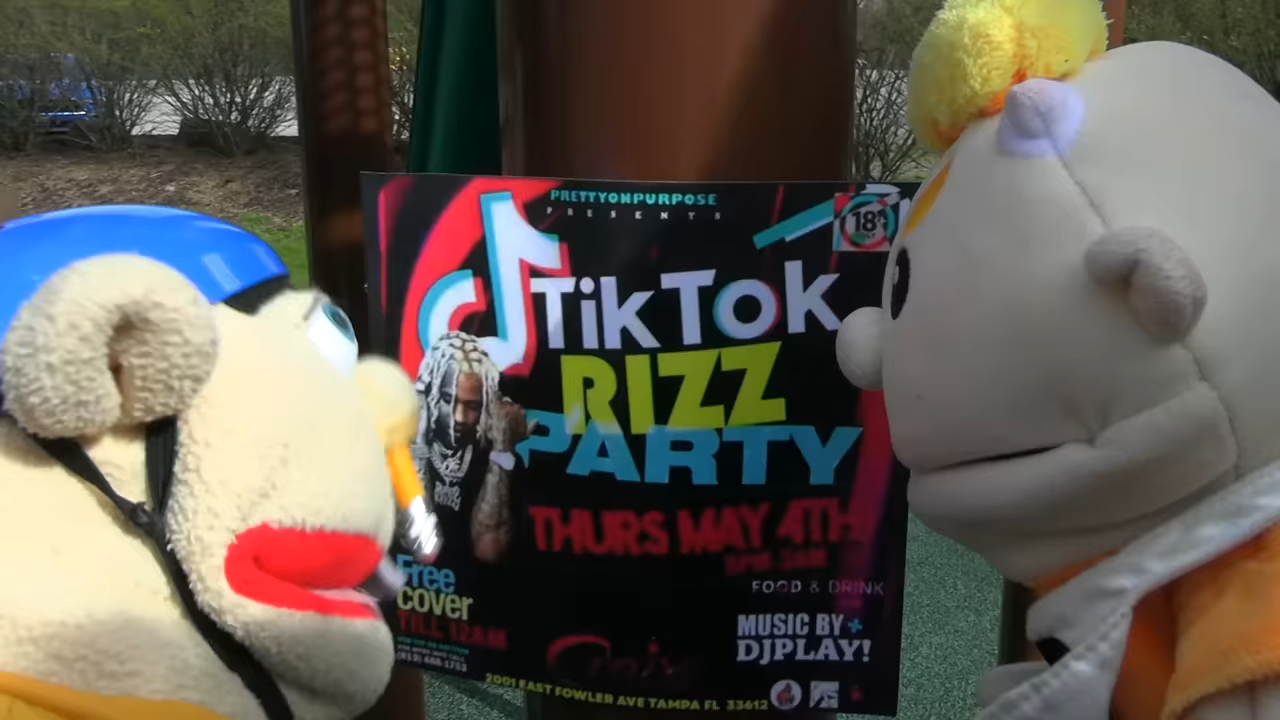 PRETTYONPURPOSE
PRESENTS
18+
TikTok
RIZZ
PARTY
THURS MAY 4TH
FOOD & DRINK
Free
cover
TILL 12AM
MUSIC BY +
DJPLAY!
2001 EAST FOWLER AVE TAMPA FL 33612